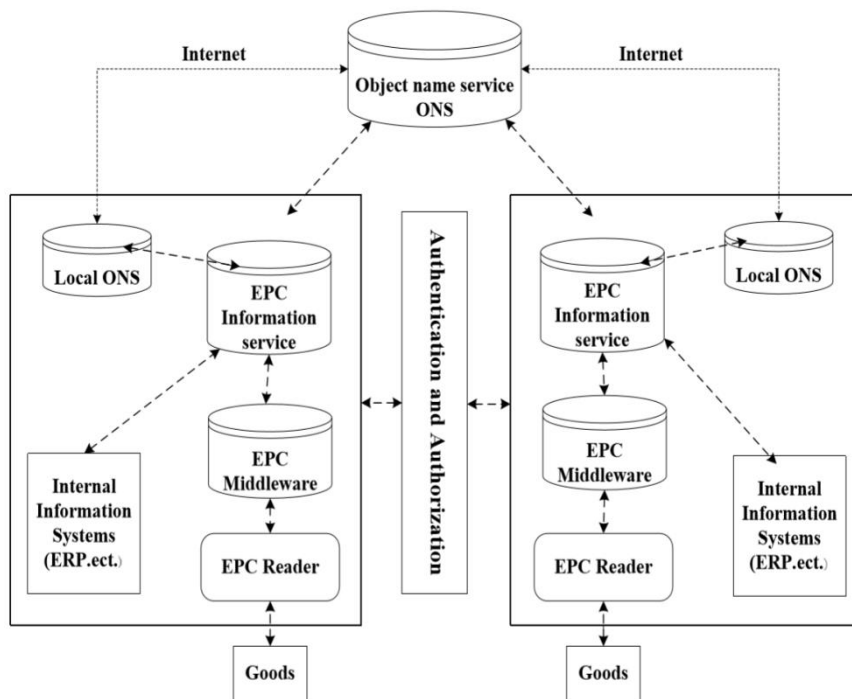 Internet
Internet
Object name service
ONS
Local ONS
EPC
Information
service
EPC
Middleware
Internal
Information
Systems
(ERP.ect.)
EPC Reader
Goods
Authentication and Authorization
EPC
Information
service
Local ONS
EPC
Middleware
Internal
Information
Systems
(ERP.ect.)
EPC Reader
Goods